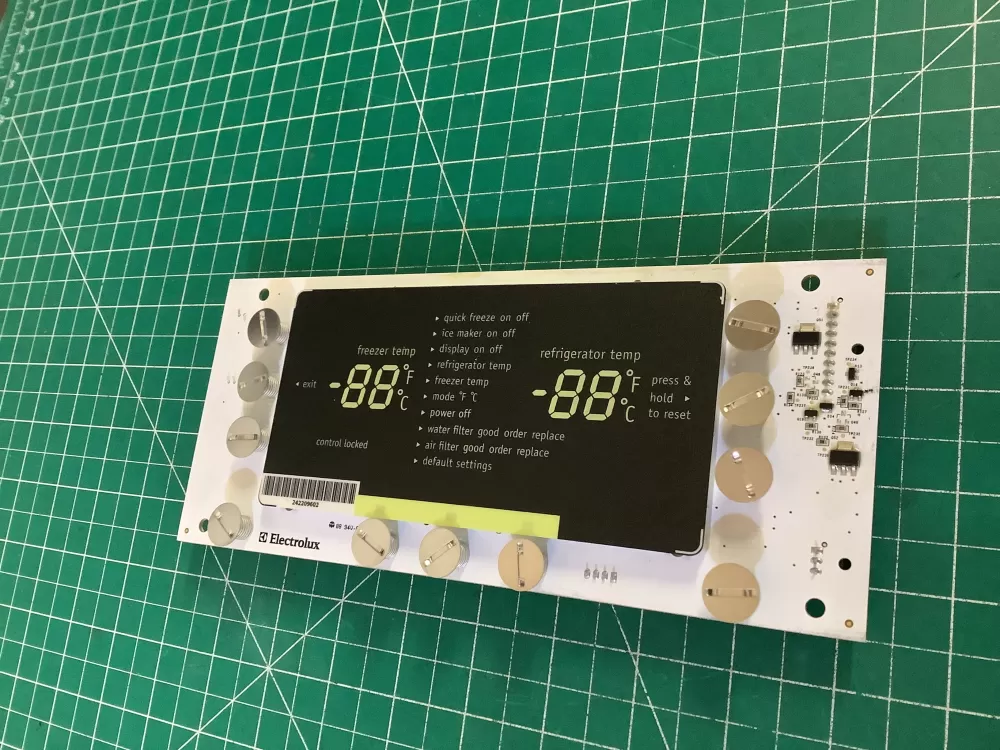 quick freeze on off
ice maker on off
display on off
refrigerator temp
freezer temp
mode °F °C
power off
water filter good order replace
air filter good order replace
default settings
freezer temp
exit
-88 °F °C
control locked
refrigerator temp
-88 °F °C
press &
hold
to reset
242209602
Electrolux